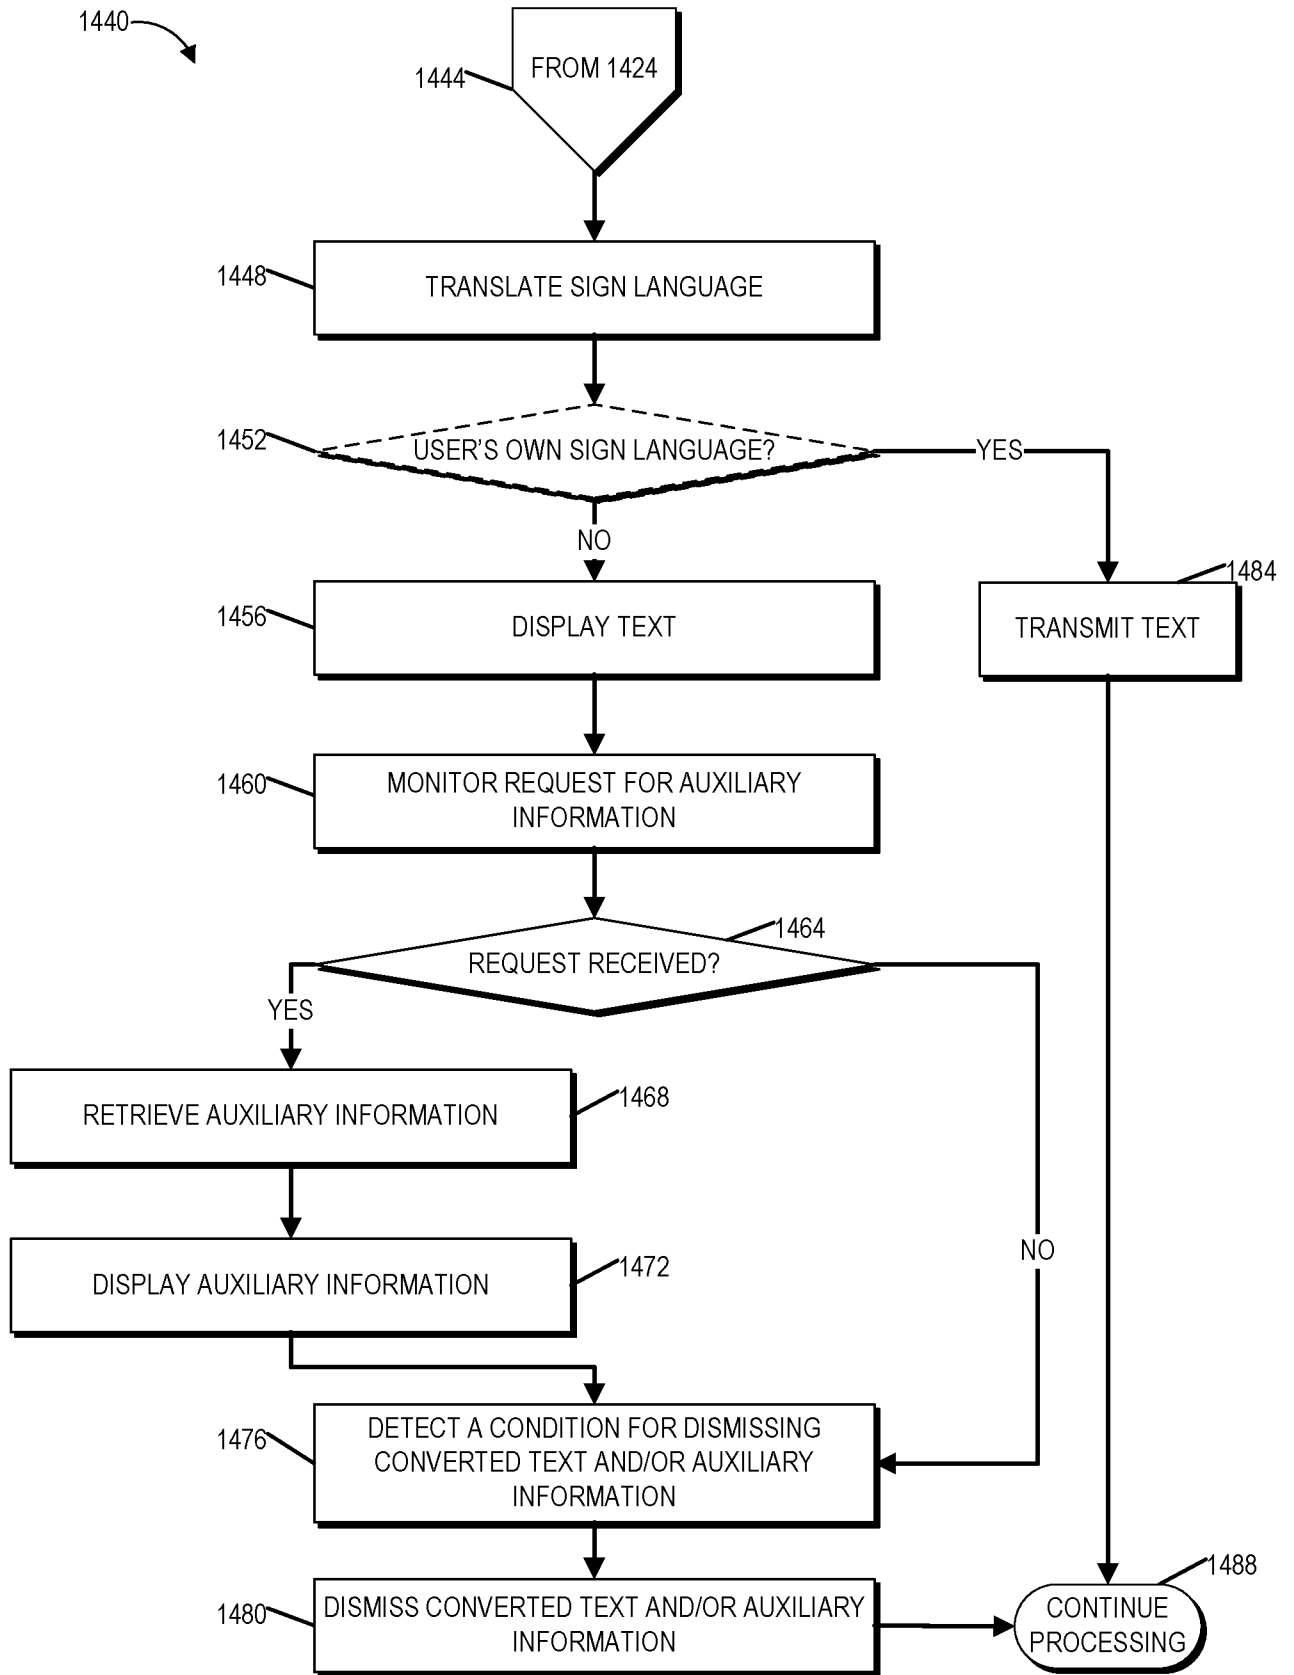 1440
FROM 1424
1444
1448
TRANSLATE SIGN LANGUAGE
1452
USER'S OWN SIGN LANGUAGE?
YES
NO
1484
1456
DISPLAY TEXT
TRANSMIT TEXT
1460
MONITOR REQUEST FOR AUXILIARY
INFORMATION
1464
REQUEST RECEIVED?
YES
RETRIEVE AUXILIARY INFORMATION
1468
NO
DISPLAY AUXILIARY INFORMATION
1472
1476
DETECT A CONDITION FOR DISMISSING
CONVERTED TEXT AND/OR AUXILIARY
INFORMATION
1488
1480
DISMISS CONVERTED TEXT AND/OR AUXILIARY
INFORMATION
CONTINUE
PROCESSING